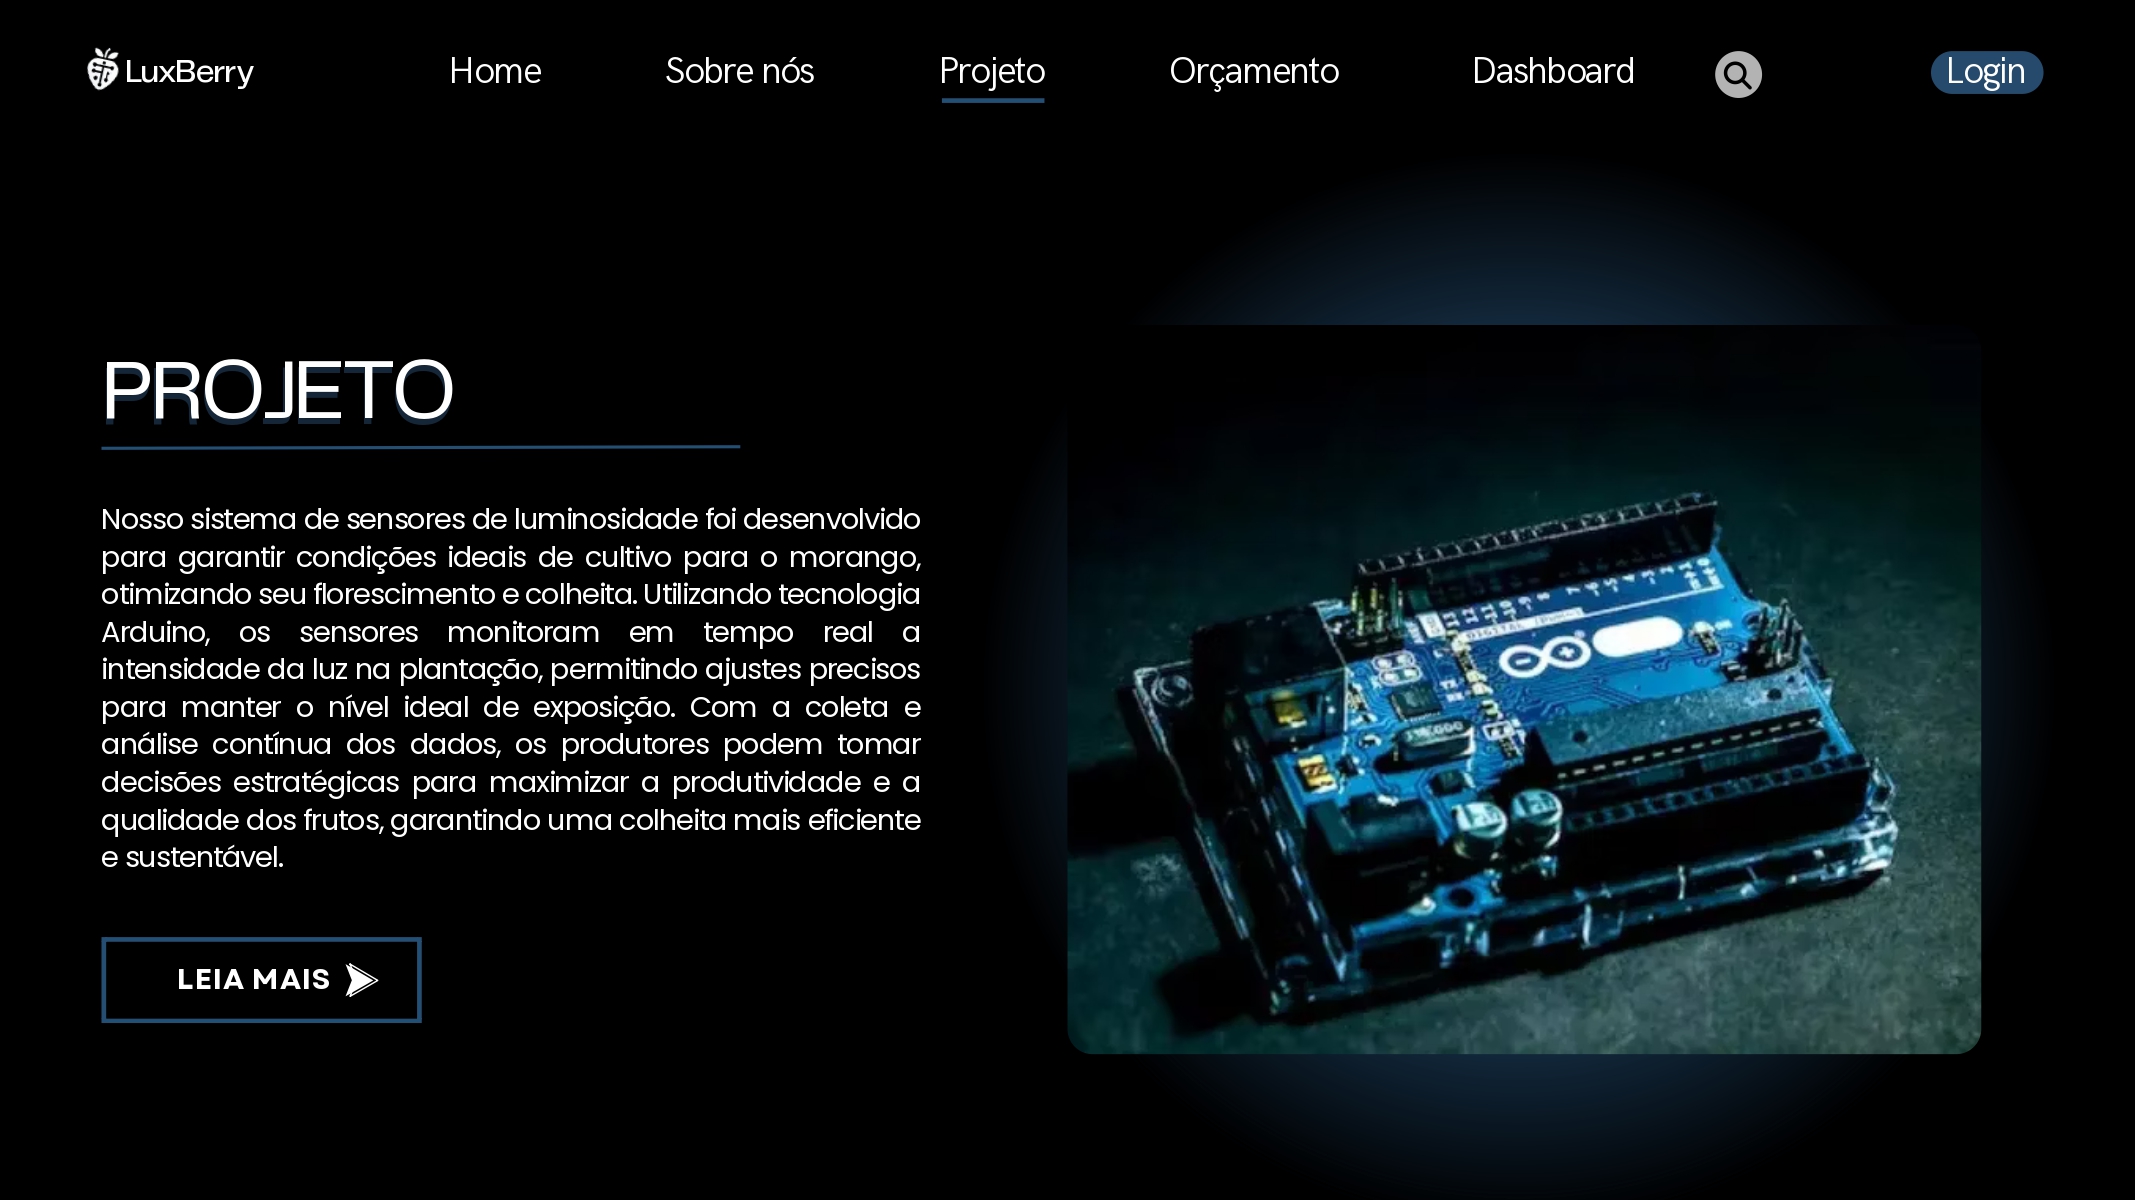 LuxBerry
Home
Sobre nós
Projeto
Orçamento
Dashboard
Login
PROJETO
Nosso sistema de sensores de luminosidade foi desenvolvido
para garantir condições ideais de cultivo para o morango,
otimizando seu florescimento e colheita. Utilizando tecnologia
Arduino, os sensores monitoram em tempo real a
intensidade da luz na plantação, permitindo ajustes precisos
para manter o nível ideal de exposição. Com a coleta e
análise contínua dos dados, os produtores podem tomar
decisões estratégicas para maximizar a produtividade e a
qualidade dos frutos, garantindo uma colheita mais eficiente
e sustentável.
LEIA MAIS